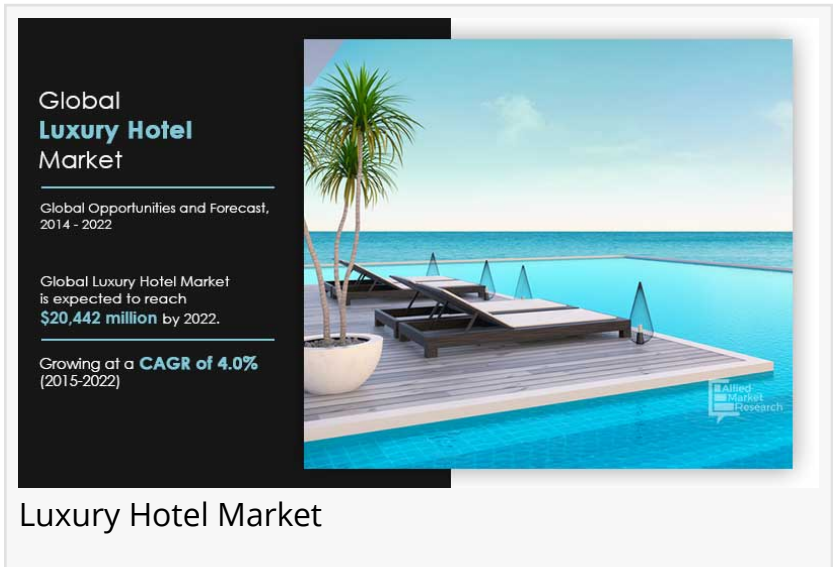 Global
Luxury Hotel
Market
Global Opportunities and Forecast,
2014 - 2022
Global Luxury Hotel Market
is expected to reach
$20,442 million by 2022.
Growing at a CAGR of 4.0%
(2015-2022)
Allied
Market
Research
Luxury Hotel Market